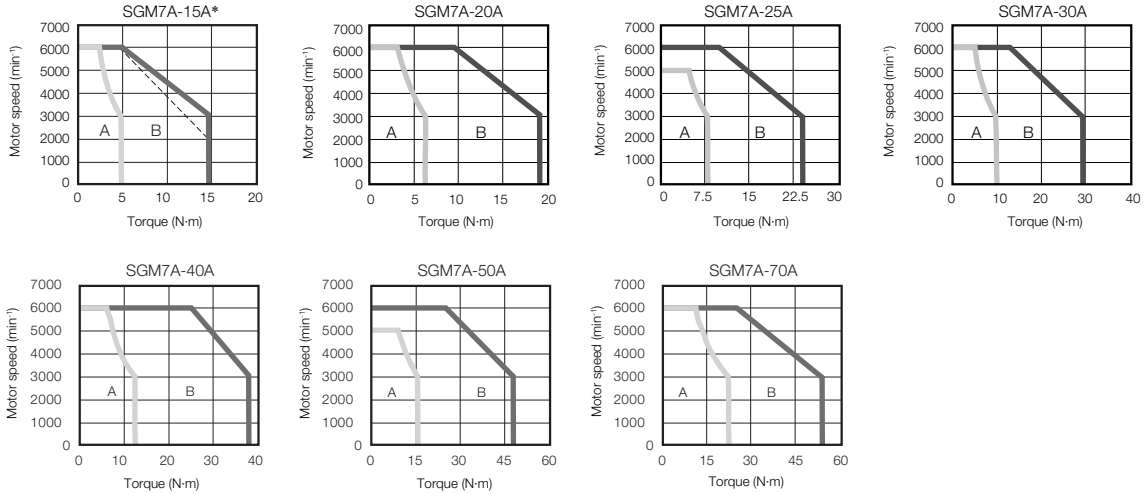 SGM7A-15A*
7000
6000
5000
4000
3000
2000
1000
0
Motor speed (min-1)
A
B
0
5
10
15
20
Torque (N·m)
SGM7A-20A
7000
6000
5000
4000
3000
2000
1000
0
Motor speed (min-1)
A
B
0
5
10
15
20
Torque (N·m)
SGM7A-25A
7000
6000
5000
4000
3000
2000
1000
0
Motor speed (min-1)
A
B
0
7.5
15
22.5
30
Torque (N·m)
SGM7A-30A
7000
6000
5000
4000
3000
2000
1000
0
Motor speed (min-1)
A
B
0
10
20
30
40
Torque (N·m)
SGM7A-40A
7000
6000
5000
4000
3000
2000
1000
0
Motor speed (min-1)
A
B
0
10
20
30
40
Torque (N·m)
SGM7A-50A
7000
6000
5000
4000
3000
2000
1000
0
Motor speed (min-1)
A
B
0
15
30
45
60
Torque (N·m)
SGM7A-70A
7000
6000
5000
4000
3000
2000
1000
0
Motor speed (min-1)
A
B
0
15
30
45
60
Torque (N·m)